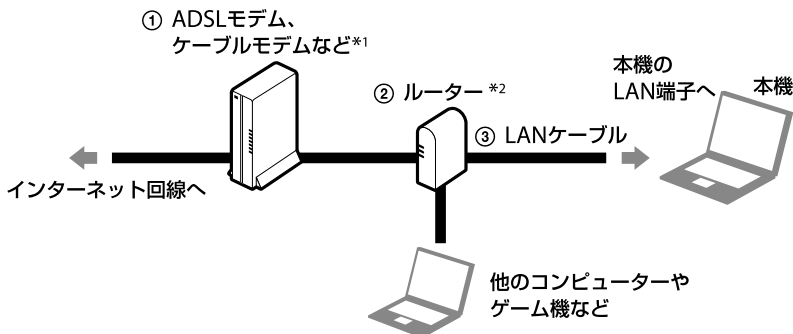 ① ADSLモデム、
ケーブルモデムなど*1
② ルーター *2
③ LANケーブル
本機の
LAN端子へ
本機
インターネット回線へ
他のコンピューターや
ゲーム機など